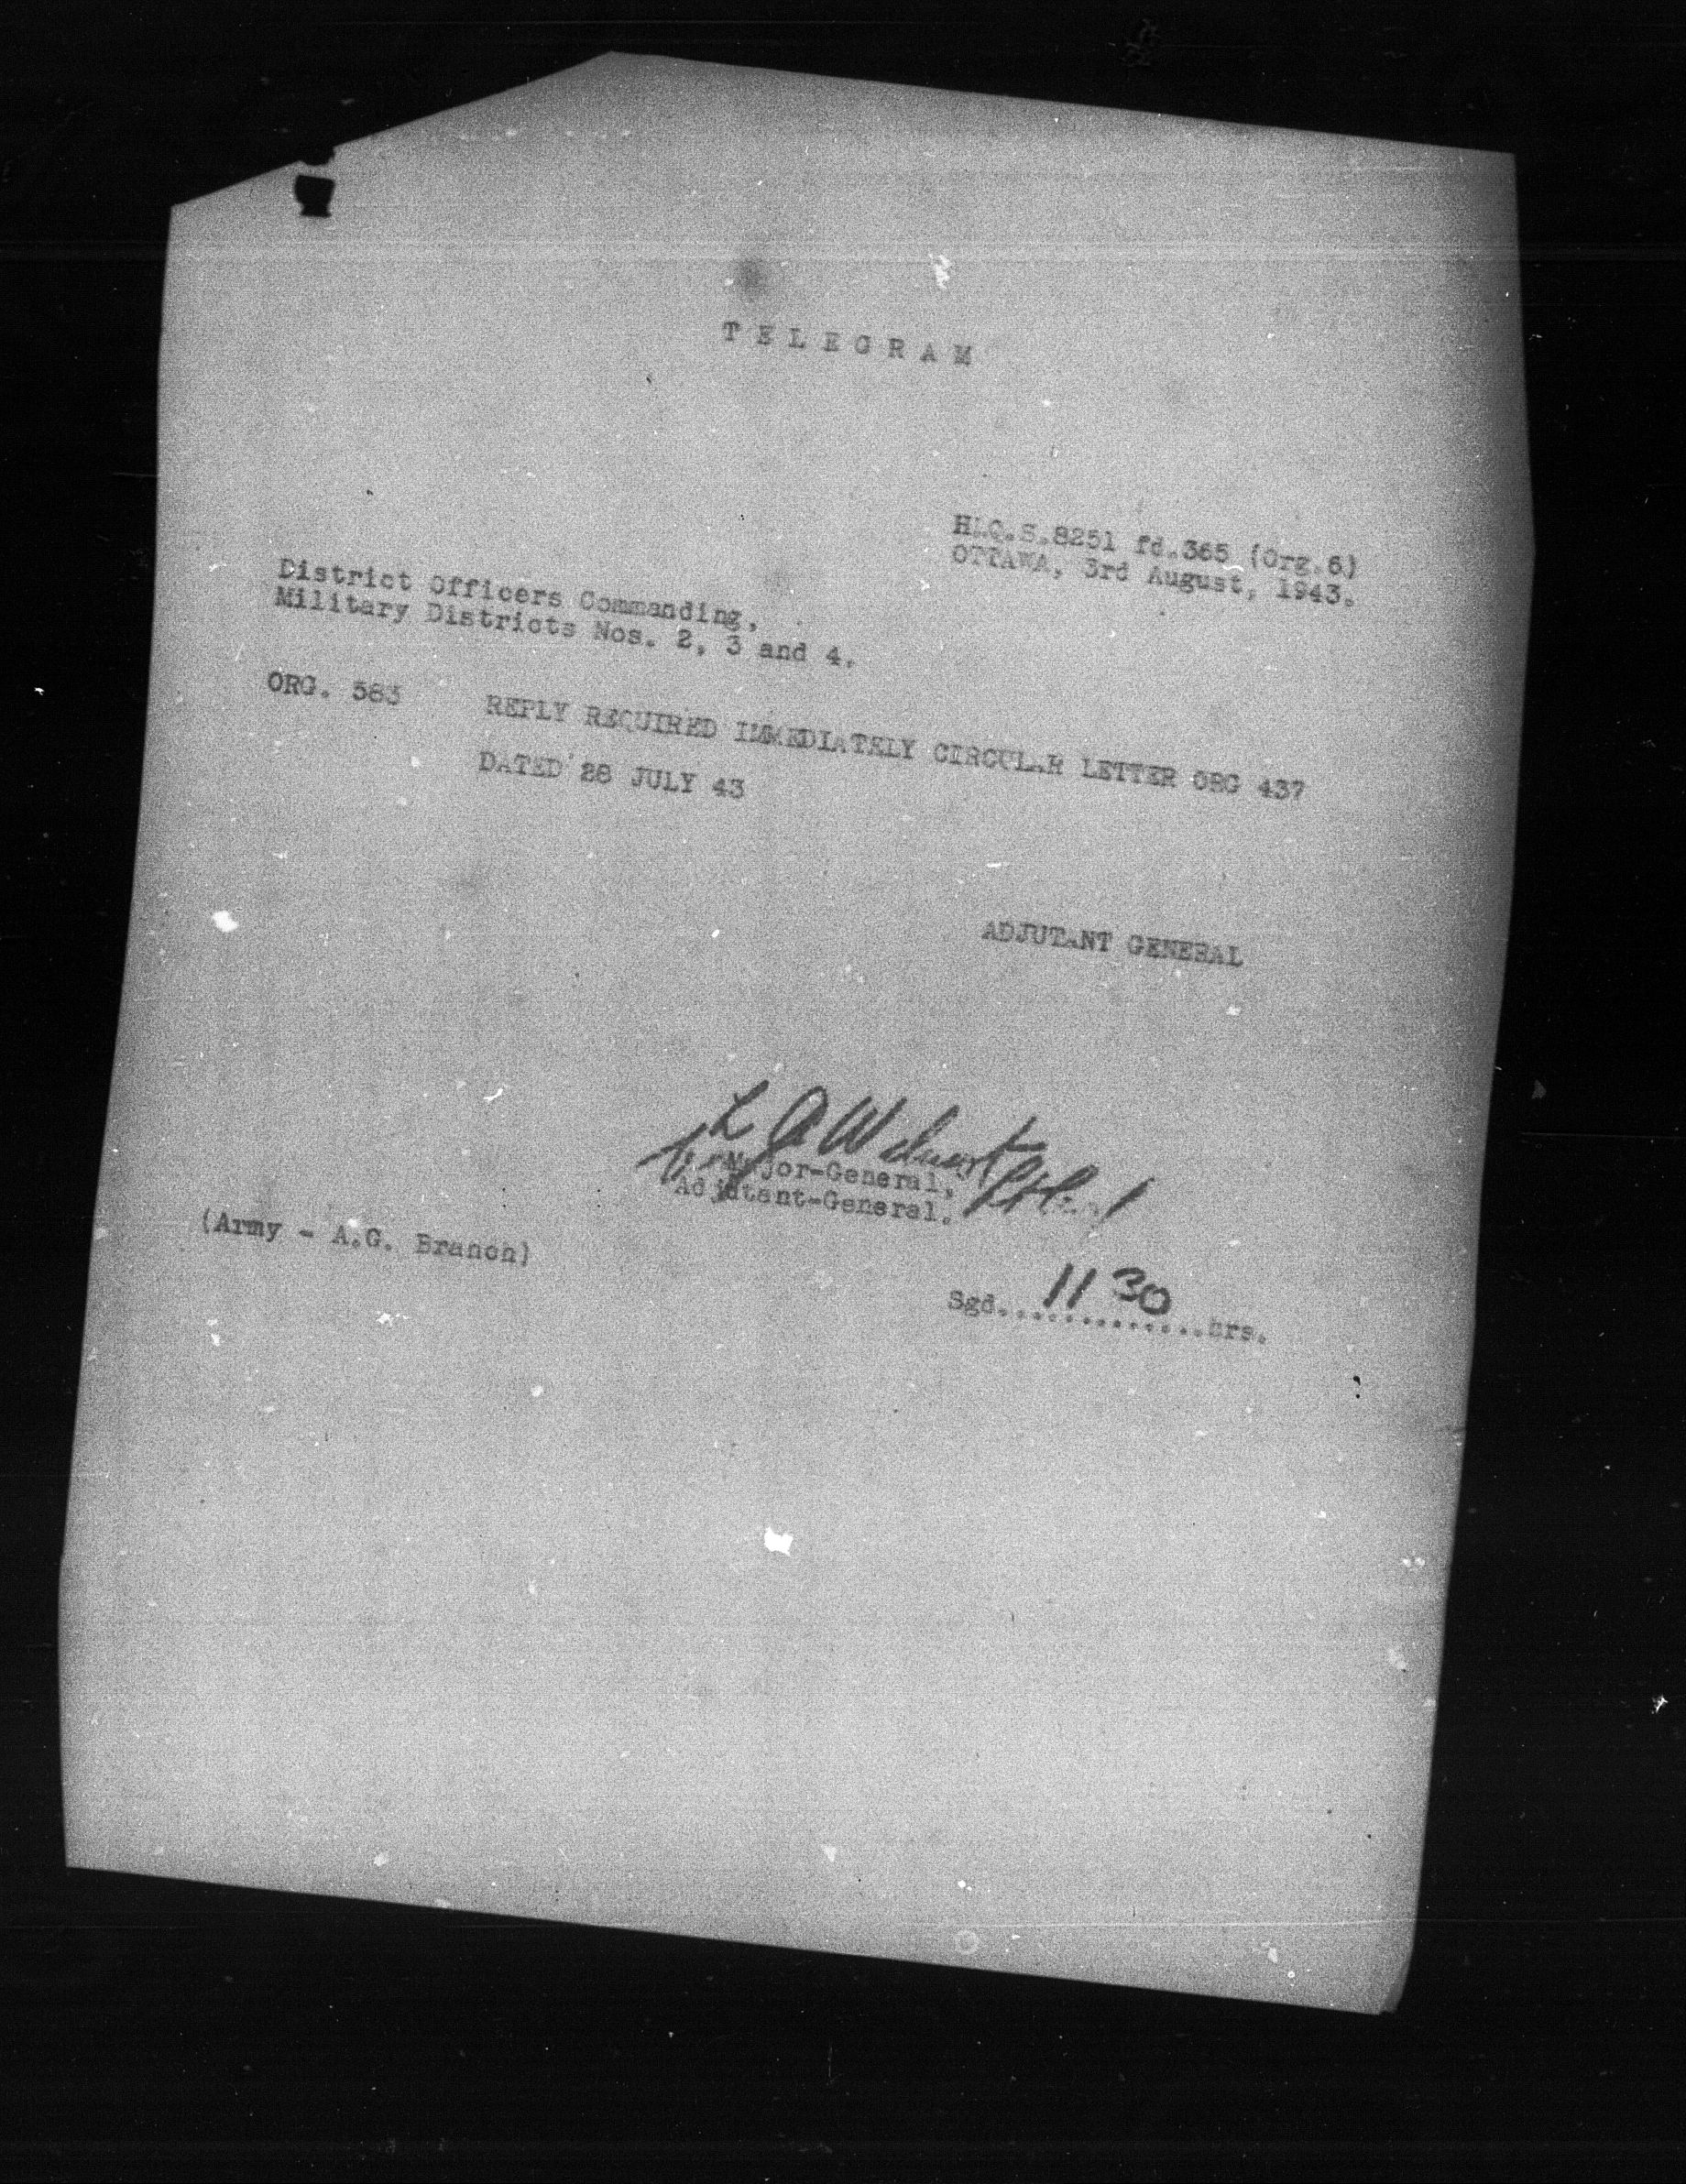 TELEGRAM
H.Q.S.8251 fd.365 (Org.6)
OTTAWA, 3rd August, 1943.
District Officers Commanding,
Military Districts Nos. 2, 3 and 4.
ORG. 583 REPLY REQUIRED IMMEDIATELY CIRCULAR LETTER ORG 437
DATED 28 JULY 43
ADJUTANT GENERAL
Major-General,
Adjutant-General.
(Army - A.G. Branch)
Sgd. 1130 hrs.